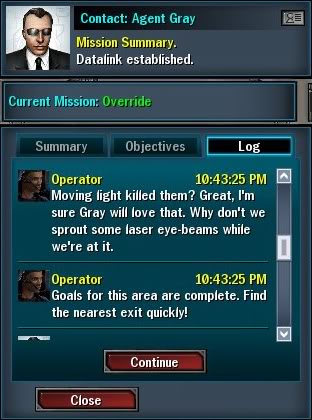 Contact: Agent Gray
Mission Summary.
Datalink established.
Current Mission: Override
Summary
Objectives
Log
Operator 10:43:25 PM
Moving light killed them? Great, I'm
sure Gray will love that. Why don't we
sprout some laser eye-beams while
we're at it.
Operator 10:43:25 PM
Goals for this area are complete. Find
the nearest exit quickly!
Continue
Close